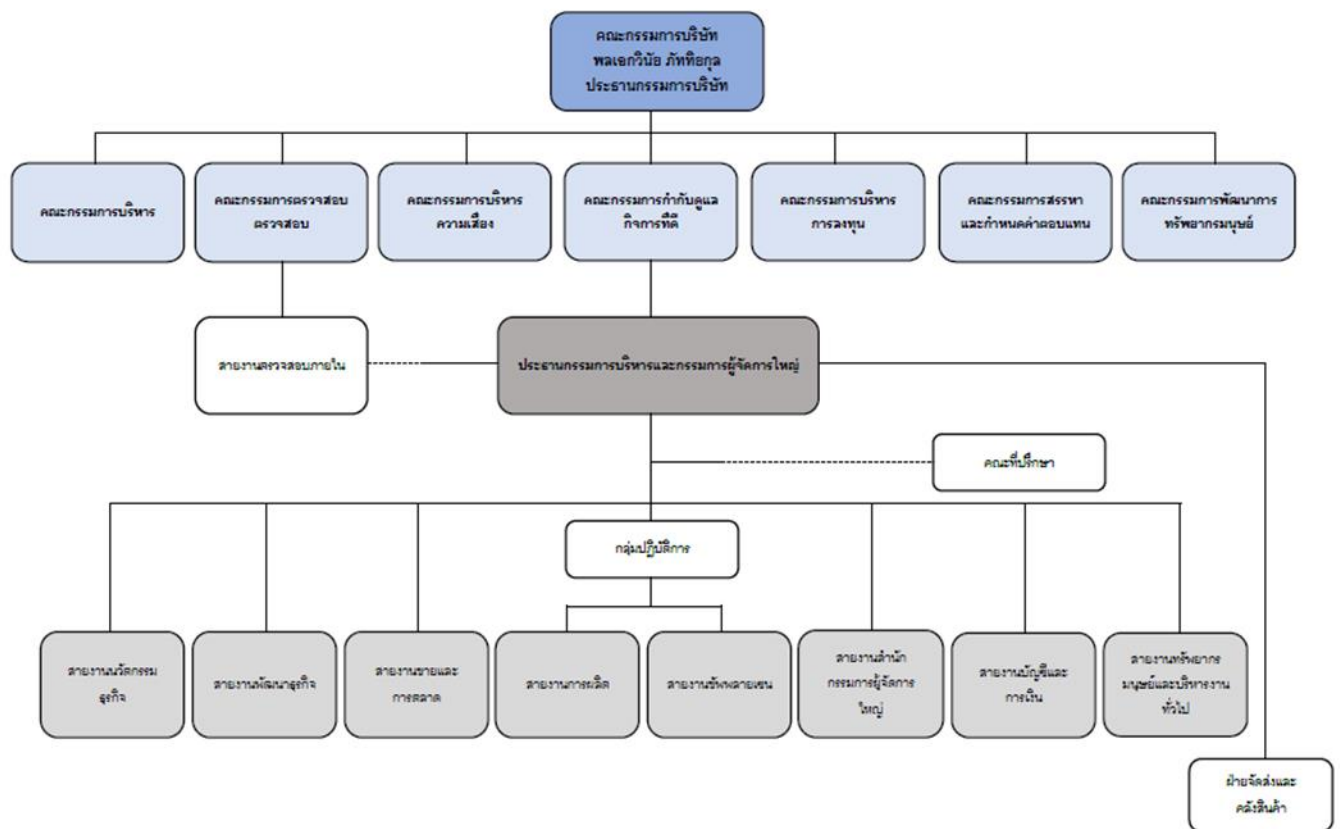 คณะกรรมการบริษัท
พลเอกวินัย ภัททิยกุล
ประธานกรรมการบริษัท
คณะกรรมการบริหาร
คณะกรรมการตรวจสอบ
ตรวจสอบ
คณะกรรมการบริหาร
ความเสี่ยง
คณะกรรมการกำกับดูแล
กิจการที่ดี
คณะกรรมการบริหาร
การลงทุน
คณะกรรมการสรรหา
และกำหนดค่าตอบแทน
คณะกรรมการพัฒนาการ
ทรัพยากรมนุษย์
สายงานตรวจสอบภายใน
ประธานกรรมการบริหารและกรรมการผู้จัดการใหญ่
คณะที่ปรึกษา
กลุ่มปฏิบัติการ
สายงานนวัตกรรม
ธุรกิจ
สายงานพัฒนาธุรกิจ
สายงานขายและ
การตลาด
สายงานการผลิต
สายงานซัพพลายเชน
สายงานสำนัก
กรรมการผู้จัดการ
ใหญ่
สายงานบัญชีและ
การเงิน
สายงานทรัพยากร
มนุษย์และบริหารงาน
ทั่วไป
ฝ่ายจัดส่งและ
คลังสินค้า